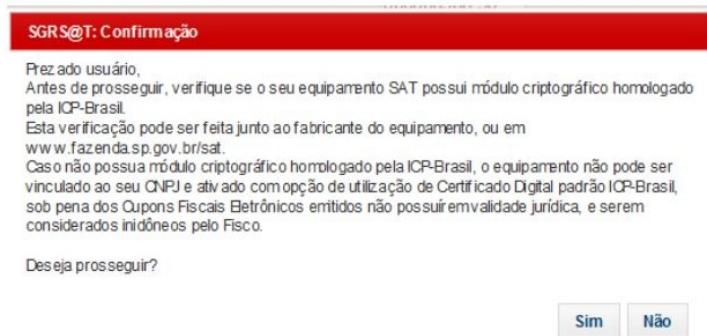 SGRS@T: Confirmação
Prezado usuário,
Antes de prosseguir, verifique se o seu equipamento SAT possui módulo criptográfico homologado
pela ICP-Brasil.
Esta verificação pode ser feita junto ao fabricante do equipamento, ou em
www.fazenda.sp.gov.br/sat.
Caso não possua módulo criptográfico homologado pela ICP-Brasil, o equipamento não pode ser
vinculado ao seu CNPJ e ativado com opção de utilização de Certificado Digital padrão ICP-Brasil,
sob pena dos Cupons Fiscais Eletrônicos emitidos não possuírem validade jurídica, e serem
considerados inidôneos pelo Fisco.
Deseja prosseguir?
Sim Não